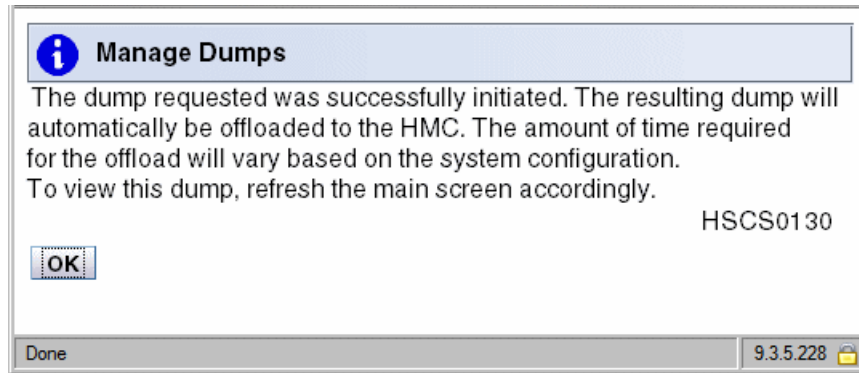 Manage Dumps
The dump requested was successfully initiated. The resulting dump will
automatically be offloaded to the HMC. The amount of time required
for the offload will vary based on the system configuration.
To view this dump, refresh the main screen accordingly.
HSCS0130
OK
Done
9.3.5.228